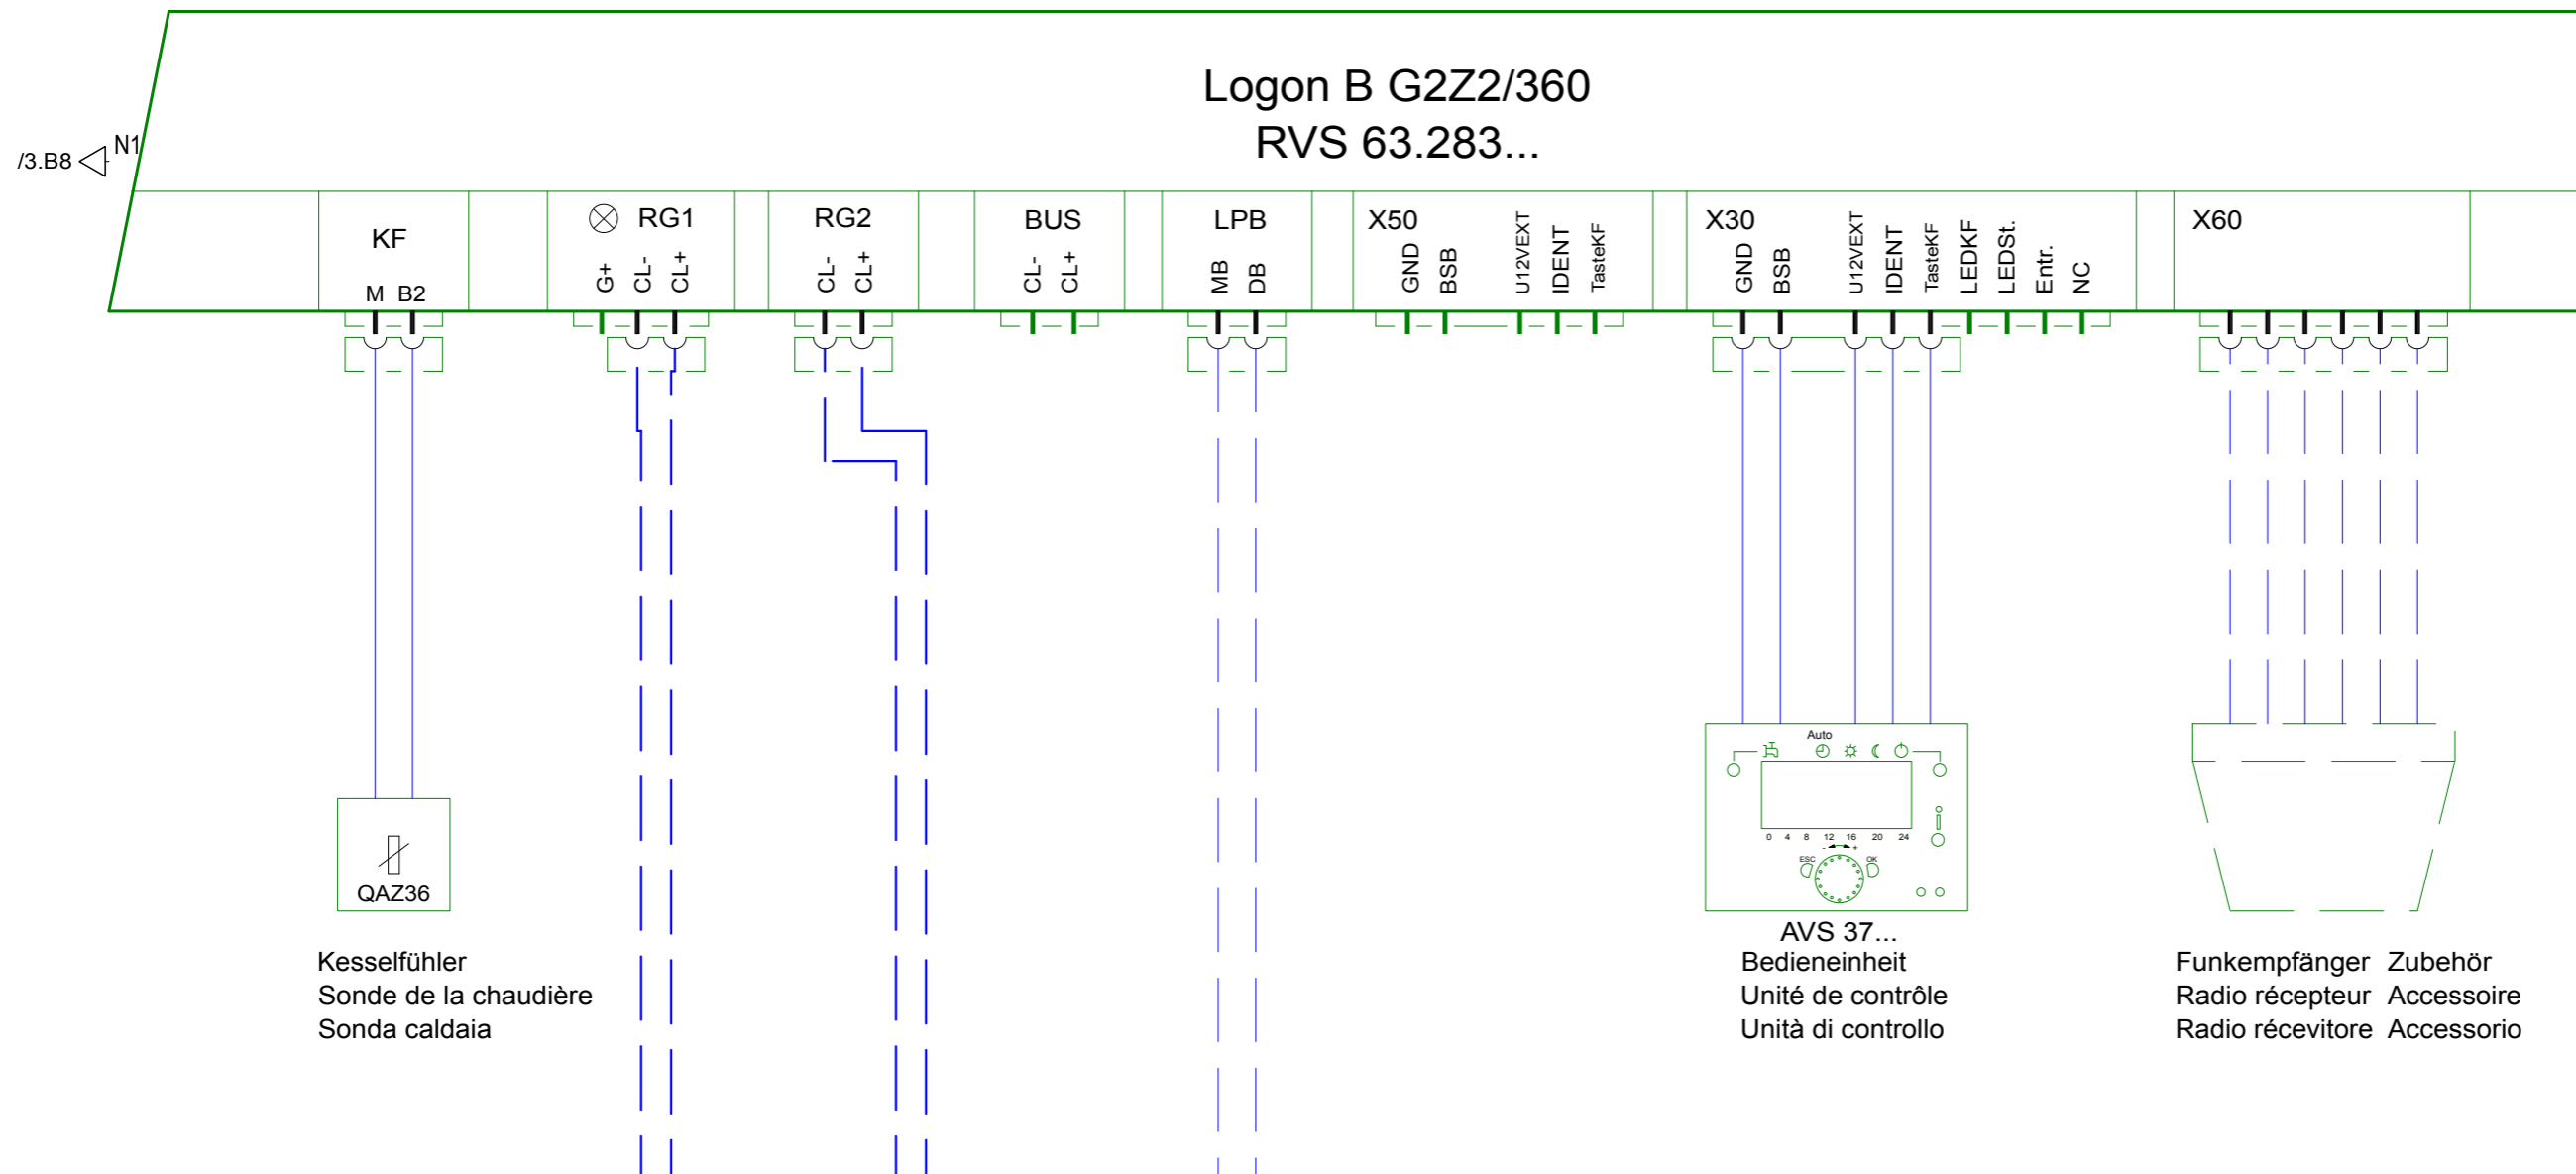 Logon B G2Z2/360
RVS 63.283...
/3.B8 N1
KF
M B2
RG1
G+ CL- CL+
RG2
CL- CL+
BUS
CL- CL+
LPB
MB DB
X50
GND BSB U12VEXT IDENT TasteKF
X30
GND BSB U12VEXT IDENT TasteKF LEDKF LEDSt. Entr. NC
X60
QAZ36
Kesselfühler
Sonde de la chaudière
Sonda caldaia
Auto
0 4 8 12 16 20 24
- +
ESC OK
AVS 37...
Bedieneinheit
Unité de contrôle
Unità di controllo
Funkempfänger Zubehör
Radio récepteur Accessoire
Radio récevitore Accessorio